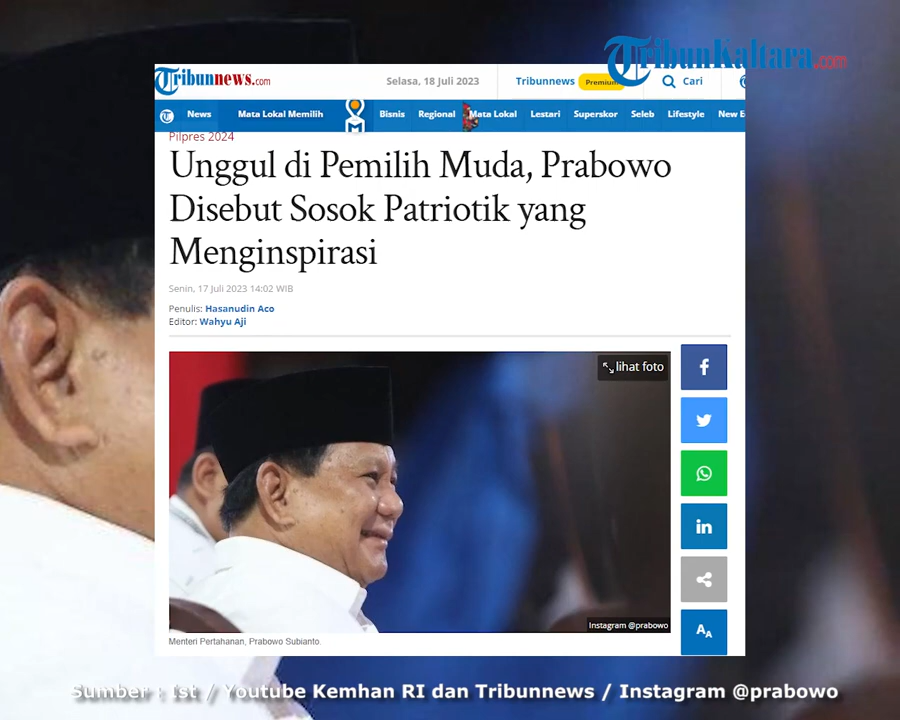 TribunKaltara.com
Tribunnews.com
Selasa, 18 Juli 2023
Tribunnews
Premium
Cari
News
Mata Lokal Memilih
Bisnis
Regional
Mata Lokal
Lestari
Superskor
Seleb
Lifestyle
New E
Pilpres 2024
Unggul di Pemilih Muda, Prabowo
Disebut Sosok Patriotik yang
Menginspirasi
Senin, 17 Juli 2023 14:02 WIB
Penulis: Hasanudin Aco
Editor: Wahyu Aji
lihat foto
Instagram @prabowo
Menteri Pertahanan, Prabowo Subianto.
Sumber : Ist / Youtube Kemhan RI dan Tribunnews / Instagram @prabowo